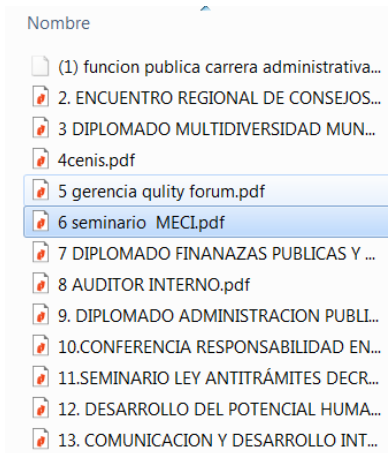 Nombre
(1) funcion publica carrera administrativa...
2. ENCUENTRO REGIONAL DE CONSEJOS...
3 DIPLOMADO MULTIDIVERSIDAD MUN...
4cenis.pdf
5 gerencia qulity forum.pdf
6 seminario  MECI.pdf
7 DIPLOMADO FINANAZAS PUBLICAS Y ...
8 AUDITOR INTERNO.pdf
9. DIPLOMADO ADMINISTRACION PUBLI...
10.CONFERENCIA RESPONSABILIDAD EN...
11.SEMINARIO LEY ANTITRÁMITES DECR...
12. DESARROLLO DEL POTENCIAL HUMA...
13. COMUNICACION Y DESARROLLO INT...